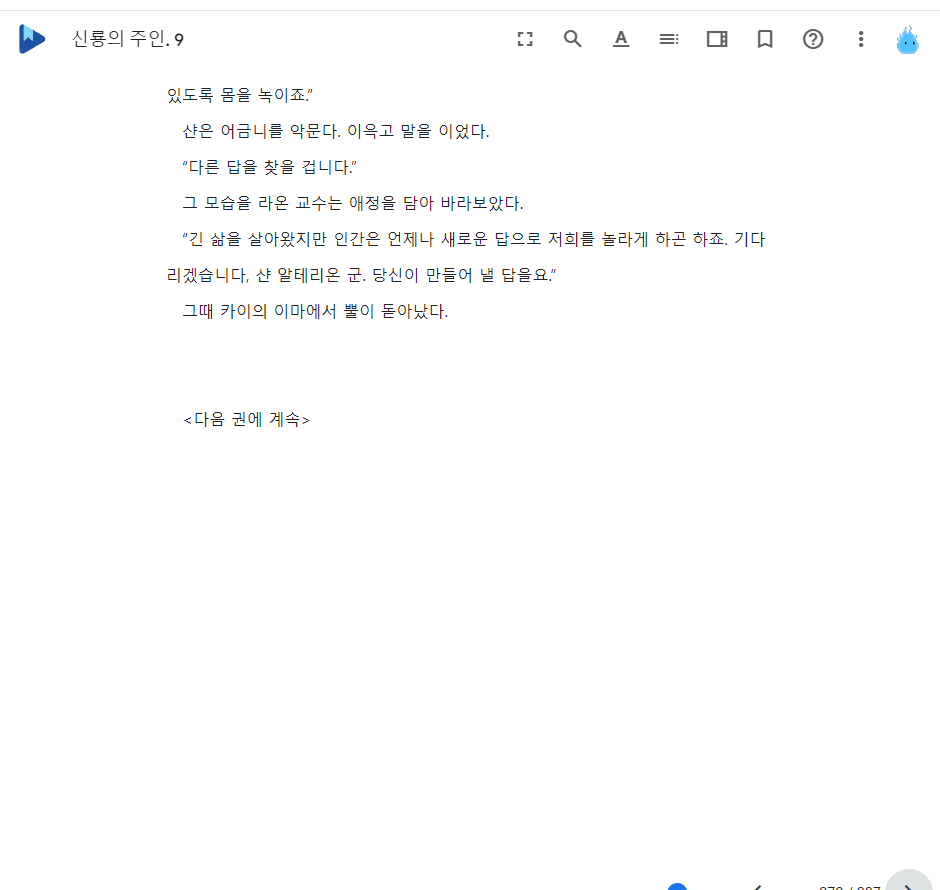 신룡의 주인. 9
있도록 몸을 녹이죠.”
샨은 어금니를 악문다. 이윽고 말을 이었다.
“다른 답을 찾을 겁니다.”
그 모습을 라온 교수는 애정을 담아 바라보았다.
“긴 삶을 살아왔지만 인간은 언제나 새로운 답으로 저희를 놀라게 하곤 하죠. 기다
리겠습니다, 샨 알테리온 군. 당신이 만들어 낼 답을요.”
그때 카이의 이마에서 뿔이 돋아났다.
<다음 권에 계속>